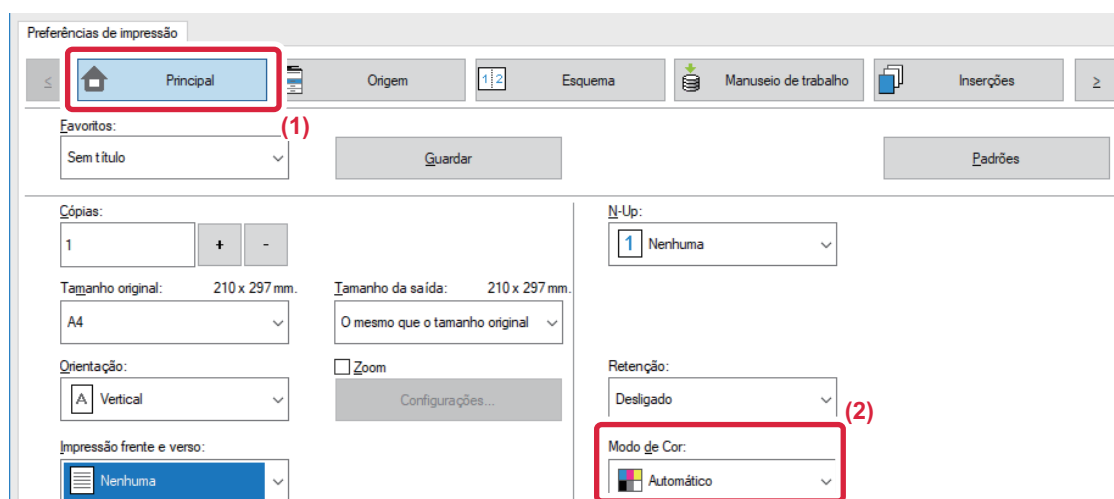 Preferências de impressão
≤ Principal Origem 1 2 Esquema Manuseio de trabalho Inserções ≥
(1)
Favoritos:
Sem título Guardar Padrões
Cópias: N-Up:
1 + - 1 Nenhuma
Tamanho original: 210 x 297 mm. Tamanho da saída: 210 x 297 mm.
A4 O mesmo que o tamanho original
Orientação: Zoom Retenção:
A Vertical Configurações... Desligado
(2)
Impressão frente e verso: Modo de Cor:
Nenhuma Automático